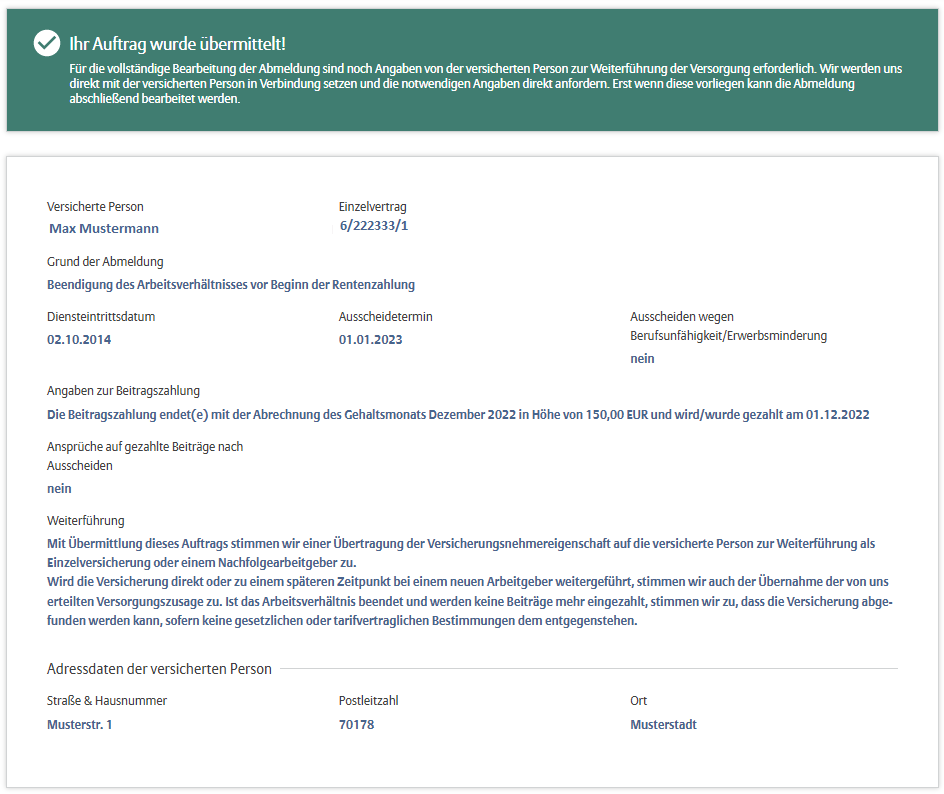 Ihr Auftrag wurde übermittelt!
Für die vollständige Bearbeitung der Abmeldung sind noch Angaben von der versicherten Person zur Weiterführung der Versorgung erforderlich. Wir werden uns
direkt mit der versicherten Person in Verbindung setzen und die notwendigen Angaben direkt anfordern. Erst wenn diese vorliegen kann die Abmeldung
abschließend bearbeitet werden.
Versicherte Person
Einzelvertrag
Max Mustermann
6/222333/1
Grund der Abmeldung
Beendigung des Arbeitsverhältnisses vor Beginn der Rentenzahlung
Diensteintrittsdatum
02.10.2014
Ausscheidetermin
01.01.2023
Ausscheiden wegen
Berufsunfähigkeit/Erwerbsminderung
nein
Angaben zur Beitragszahlung
Die Beitragszahlung endet(e) mit der Abrechnung des Gehaltsmonats Dezember 2022 in Höhe von 150,00 EUR und wird/wurde gezahlt am 01.12.2022
Ansprüche auf gezahlte Beiträge nach
Ausscheiden
nein
Weiterführung
Mit Übermittlung dieses Auftrags stimmen wir einer Übertragung der Versicherungsnehmereigenschaft auf die versicherte Person zur Weiterführung als
Einzelversicherung oder einem Nachfolgearbeitgeber zu.
Wird die Versicherung direkt oder zu einem späteren Zeitpunkt bei einem neuen Arbeitgeber weitergeführt, stimmen wir auch der Übernahme der von uns
erteilten Versorgungszusage zu. Ist das Arbeitsverhältnis beendet und werden keine Beiträge mehr eingezahlt, stimmen wir zu, dass die Versicherung abge-
funden werden kann, sofern keine gesetzlichen oder tarifvertraglichen Bestimmungen dem entgegenstehen.
Adressdaten der versicherten Person
Straße & Hausnummer
Postleitzahl
Ort
Musterstr. 1
70178
Musterstadt